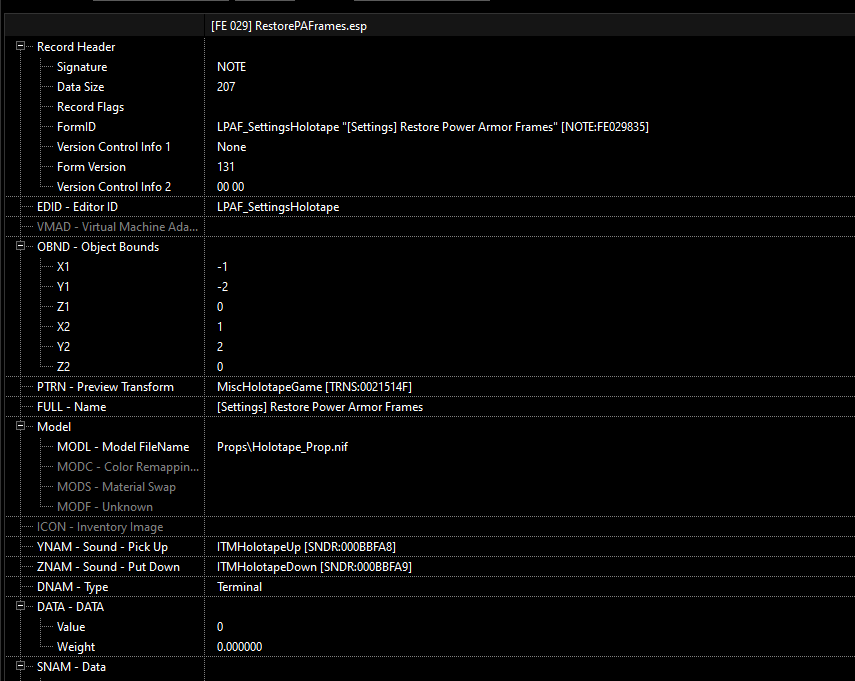 [FE 029] RestorePAFrames.esp
Record Header
Signature NOTE
Data Size 207
Record Flags
FormID LPAF_SettingsHolotape "[Settings] Restore Power Armor Frames" [NOTE:FE029835]
Version Control Info 1 None
Form Version 131
Version Control Info 2 00 00
EDID - Editor ID LPAF_SettingsHolotape
VMAD - Virtual Machine Ada...
OBND - Object Bounds
X1 -1
Y1 -2
Z1 0
X2 1
Y2 2
Z2 0
PTRN - Preview Transform MiscHolotapeGame [TRNS:0021514F]
FULL - Name [Settings] Restore Power Armor Frames
Model
MODL - Model FileName Props\Holotape_Prop.nif
MODC - Color Remappin...
MODS - Material Swap
MODF - Unknown
ICON - Inventory Image
YNAM - Sound - Pick Up ITMHolotapeUp [SNDR:000BBFA8]
ZNAM - Sound - Put Down ITMHolotapeDown [SNDR:000BBFA9]
DNAM - Type Terminal
DATA - DATA
Value 0
Weight 0.000000
SNAM - Data